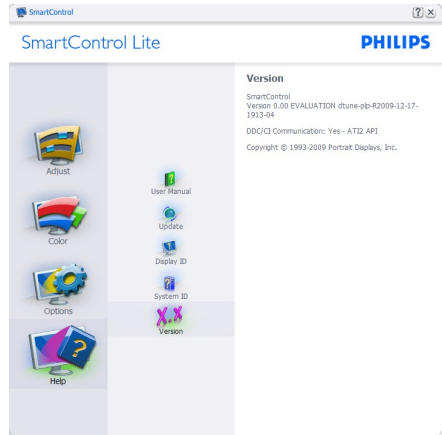 SmartControl
SmartControl Lite
PHILIPS
Adjust
Color
Options
Help
User Manual
Update
Display ID
System ID
X.X
Version
Version
SmartControl
Version 0.00 EVALUATION dtune-plp-R2009-12-17-
1913-04
DDC/CI Communication: Yes - ATI2 API
Copyright © 1993-2009 Portrait Displays, Inc.